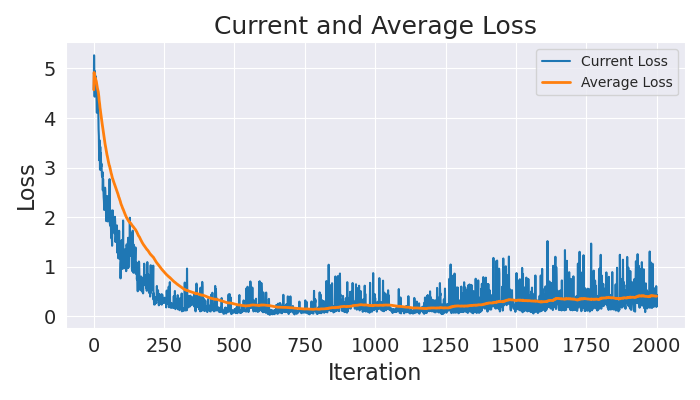 Current and Average Loss
Current Loss
Average Loss
Loss
5
4
3
2
1
0
0 250 500 750 1000 1250 1500 1750 2000
Iteration